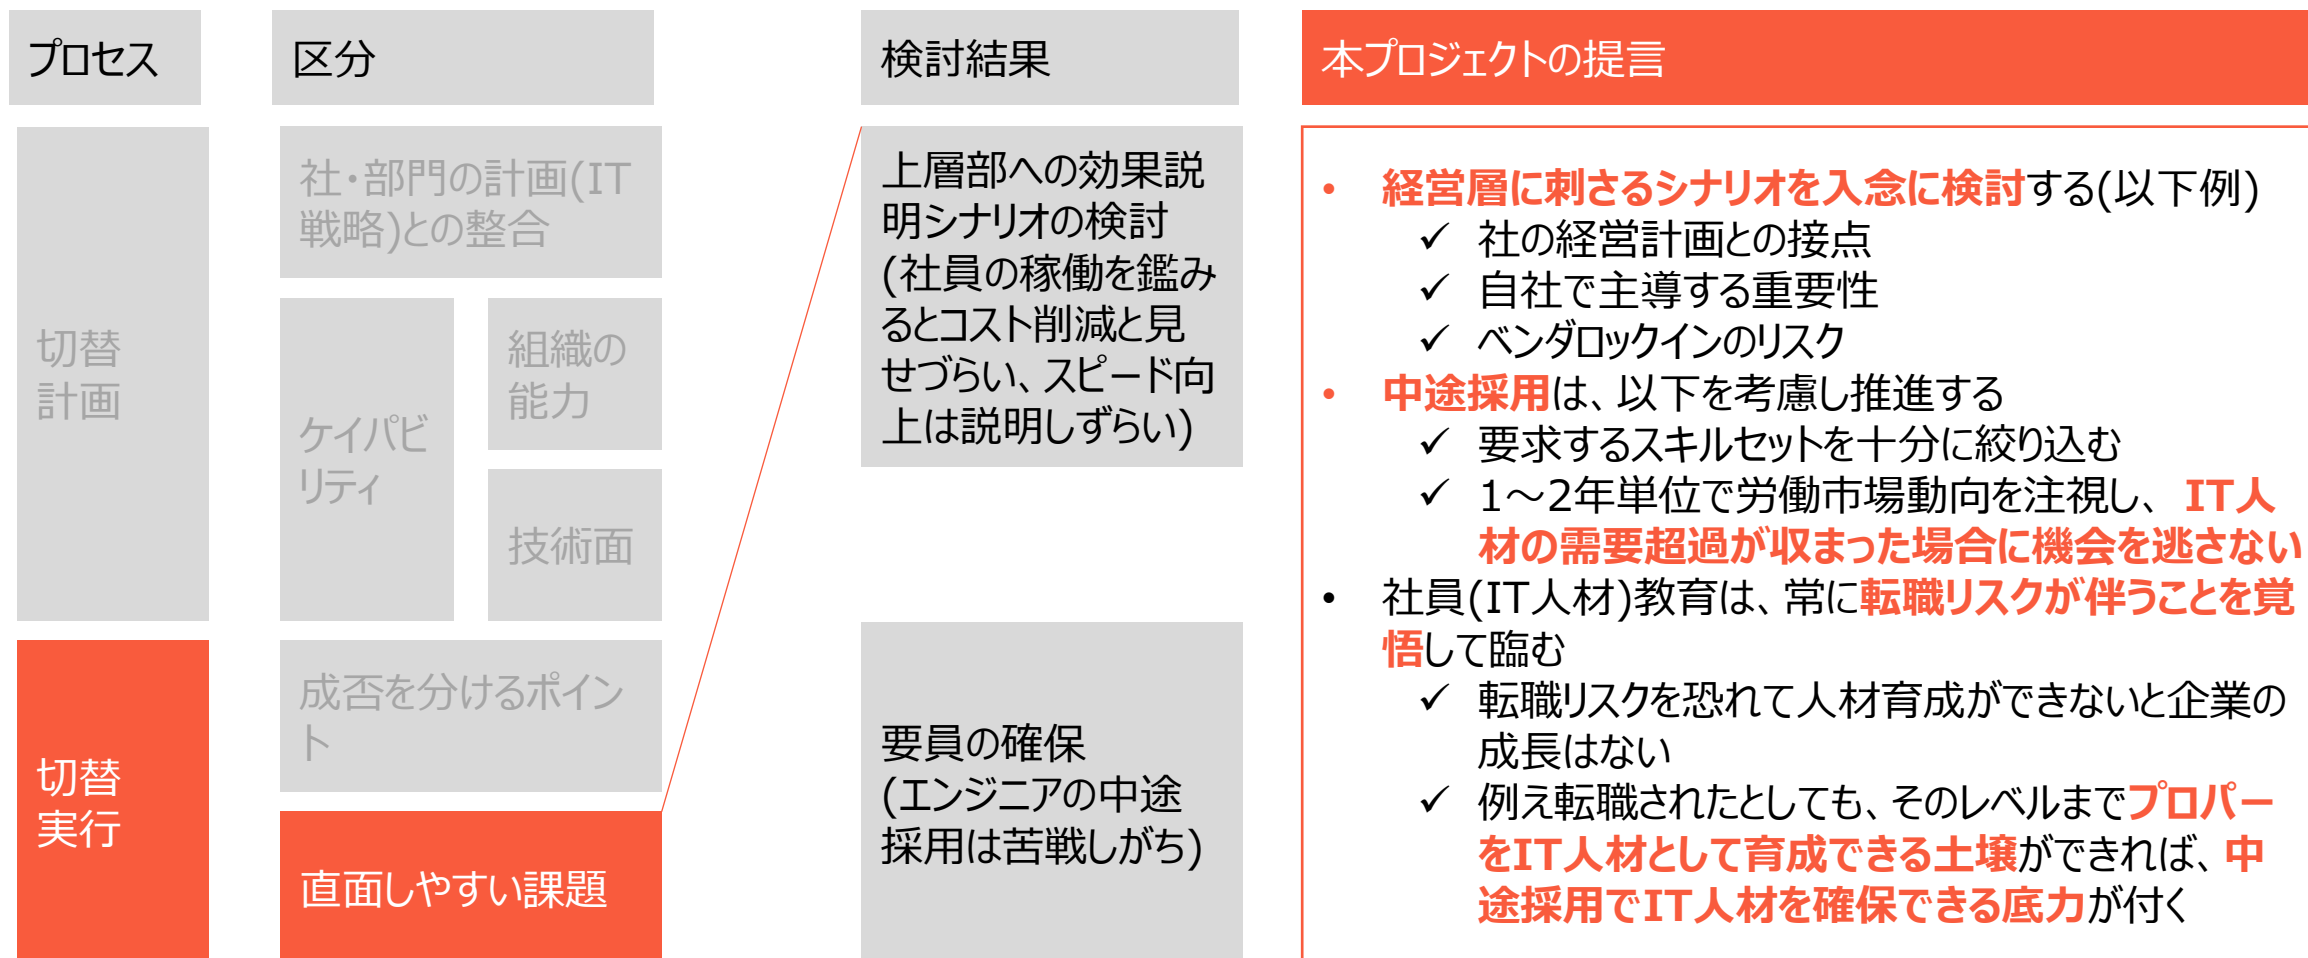 プロセス
区分
検討結果
本プロジェクトの提言
切替
計画
社・部門の計画(IT
戦略)との整合
ケイパビ
リティ
組織の
能力
技術面
切替
実行
成否を分けるポイン
ト
直面しやすい課題
上層部への効果説
明シナリオの検討
(社員の稼働を鑑み
るとコスト削減と見
せづらい、スピード向
上は説明しずらい)
要員の確保
(エンジニアの中途
採用は苦戦しがち)
• 経営層に刺さるシナリオを入念に検討する(以下例)
✓ 社の経営計画との接点
✓ 自社で主導する重要性
✓ ベンダロックインのリスク
• 中途採用は、以下を考慮し推進する
✓ 要求するスキルセットを十分に絞り込む
✓ 1～2年単位で労働市場動向を注視し、IT人
材の需要超過が収まった場合に機会を逃さない
• 社員(IT人材)教育は、常に転職リスクが伴うことを覚
悟して臨む
✓ 転職リスクを恐れて人材育成ができないと企業の
成長はない
✓ 例え転職されたとしても、そのレベルまでプロパー
をIT人材として育成できる土壌ができれば、中
途採用でIT人材を確保できる底力が付く